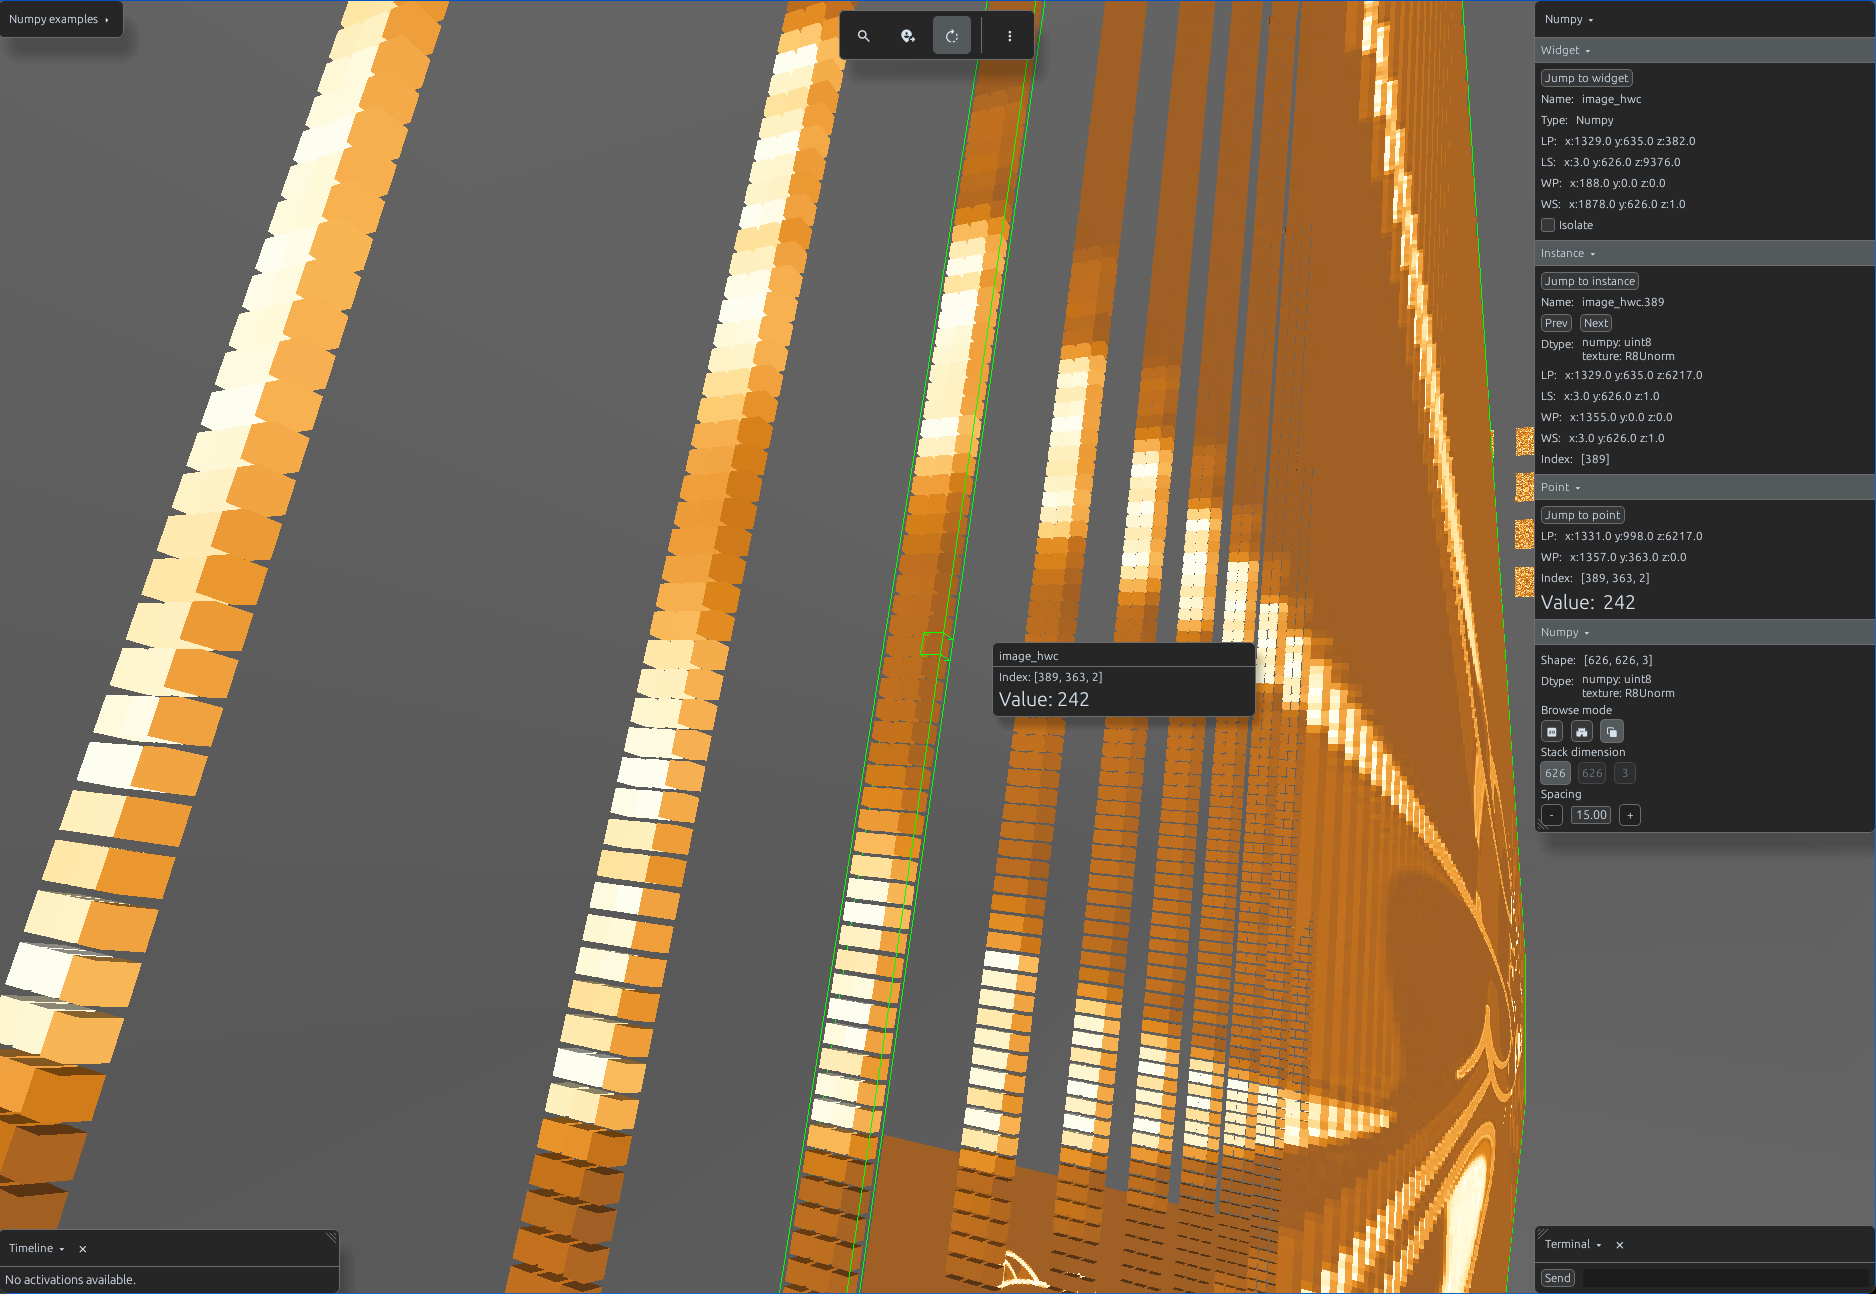 Numpy examples
Numpy
Widget
Jump to widget
Name: image_hwc
Type: Numpy
LP: x:1329.0 y:635.0 z:382.0
LS: x:3.0 y:626.0 z:9376.0
WP: x:188.0 y:0.0 z:0.0
WS: x:1878.0 y:626.0 z:1.0
Isolate
Instance
Jump to instance
Name: image_hwc.389
Prev Next
Dtype: numpy: uint8
texture: R8Unorm
LP: x:1329.0 y:635.0 z:6217.0
LS: x:3.0 y:626.0 z:1.0
WP: x:1355.0 y:0.0 z:0.0
WS: x:3.0 y:626.0 z:1.0
Index: [389]
Point
Jump to point
LP: x:1331.0 y:998.0 z:6217.0
WP: x:1357.0 y:363.0 z:0.0
Index: [389, 363, 2]
Value: 242
Numpy
Shape: [626, 626, 3]
Dtype: numpy: uint8
texture: R8Unorm
Browse mode
Stack dimension
626 626 3
Spacing
- 15.00 +
image_hwc
Index: [389, 363, 2]
Value: 242
Timeline
No activations available.
Terminal
Send